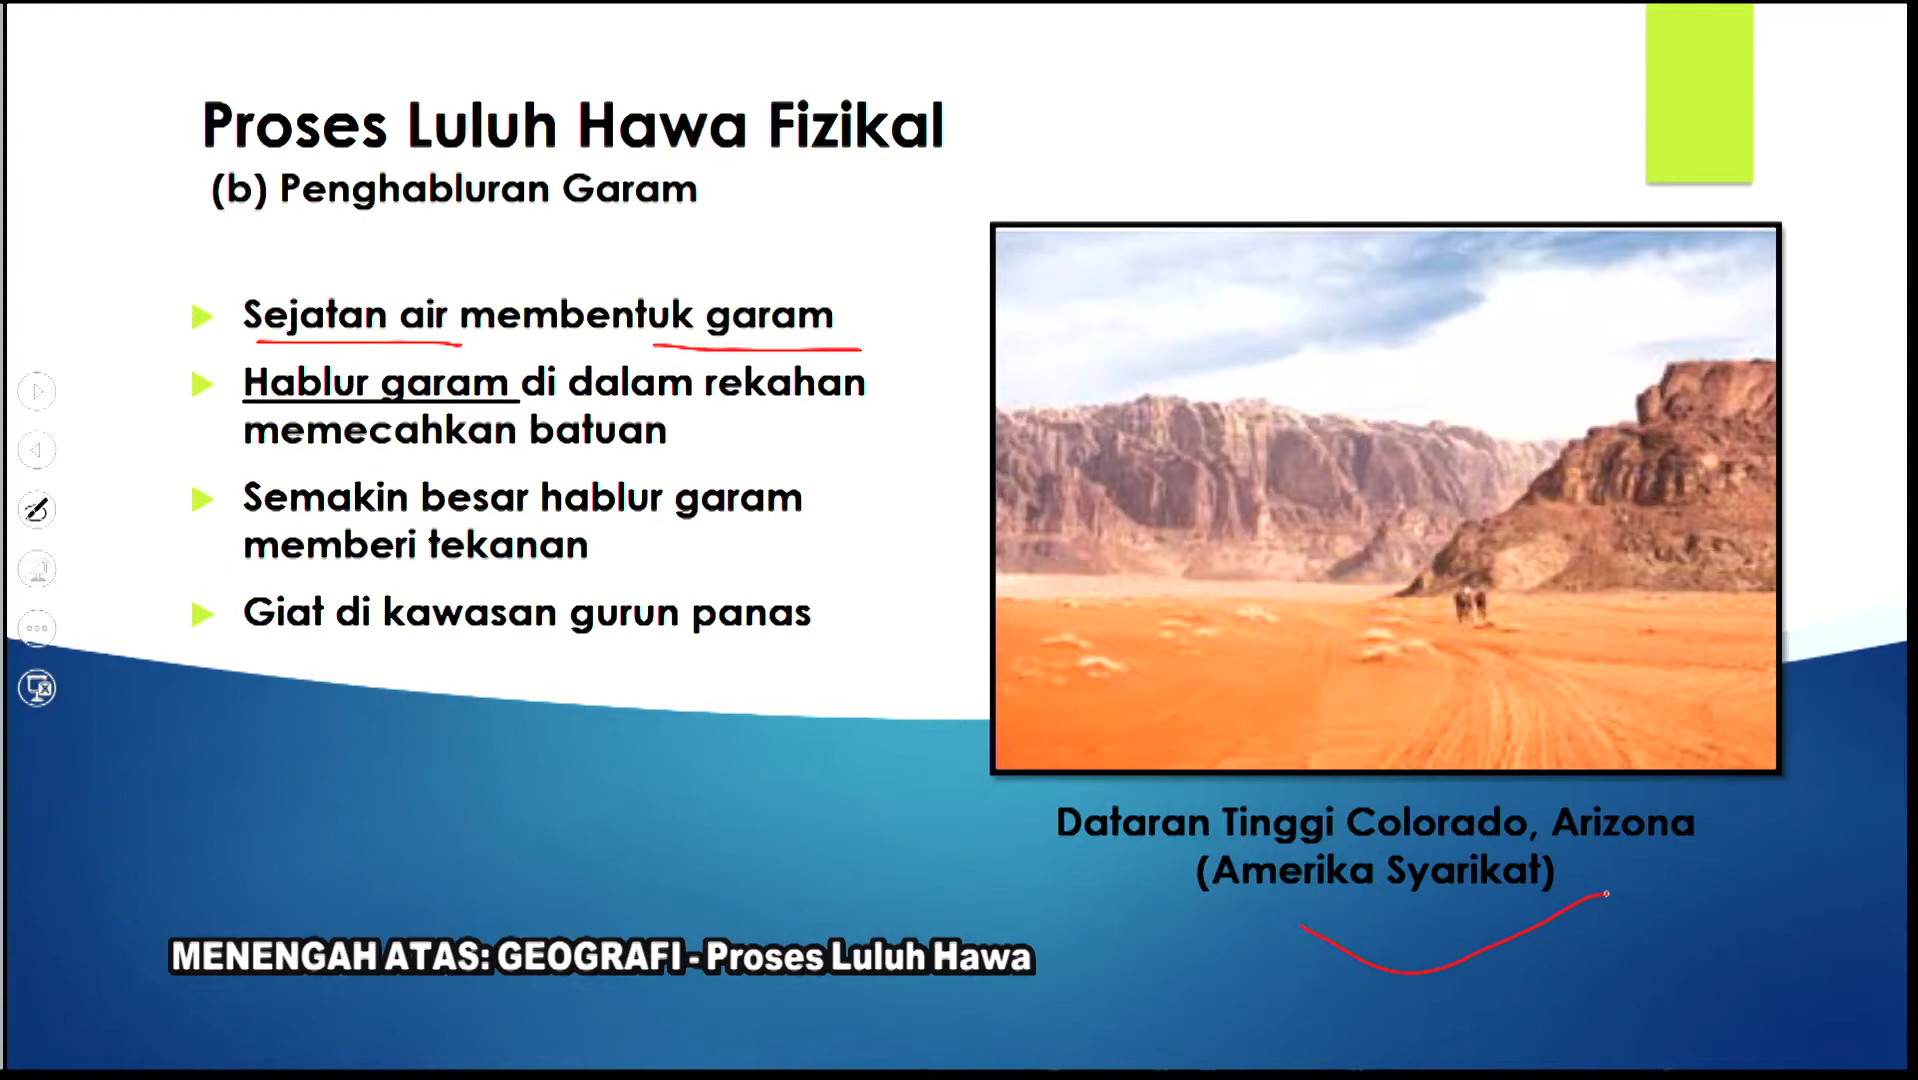 Proses Luluh Hawa Fizikal
(b) Penghabluran Garam
Sejatan air membentuk garam
Hablur garam di dalam rekahan
memecahkan batuan
Semakin besar hablur garam
memberi tekanan
Giat di kawasan gurun panas
Dataran Tinggi Colorado, Arizona
(Amerika Syarikat)
MENENGAH ATAS: GEOGRAFI - Proses Luluh Hawa